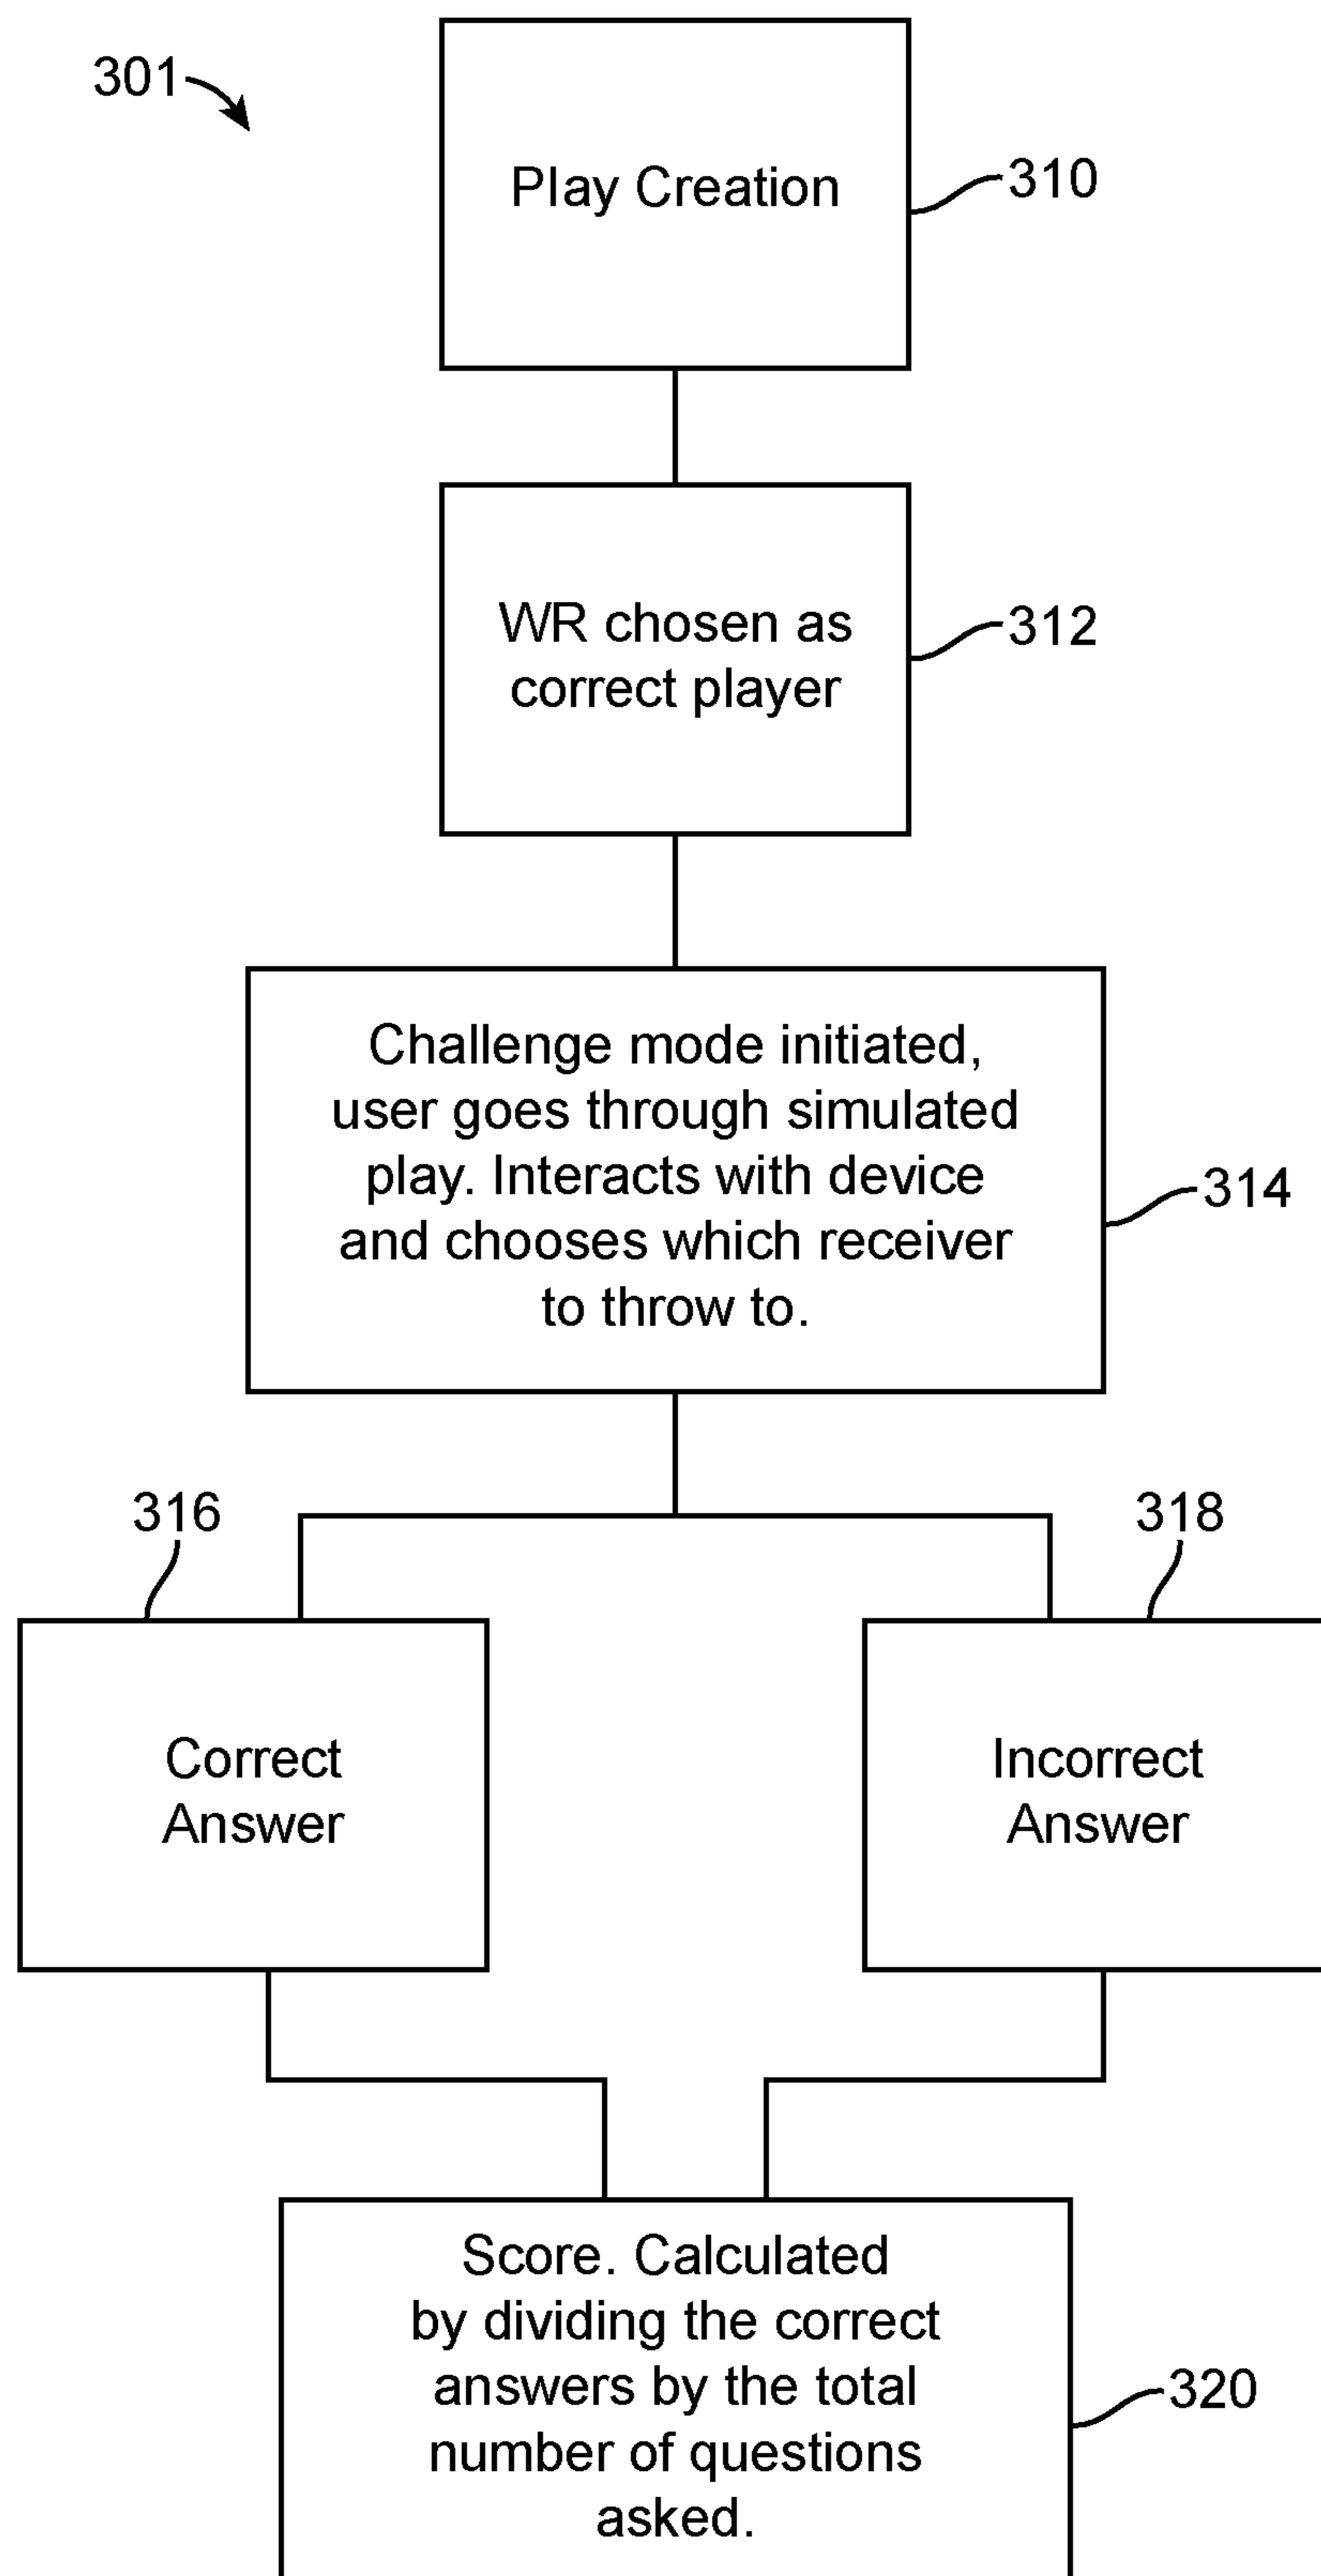 301
Play Creation
310
WR chosen as
correct player
312
Challenge mode initiated,
user goes through simulated
play. Interacts with device
and chooses which receiver
to throw to.
314
316
318
Correct
Answer
Incorrect
Answer
Score. Calculated
by dividing the correct
answers by the total
number of questions
asked.
320